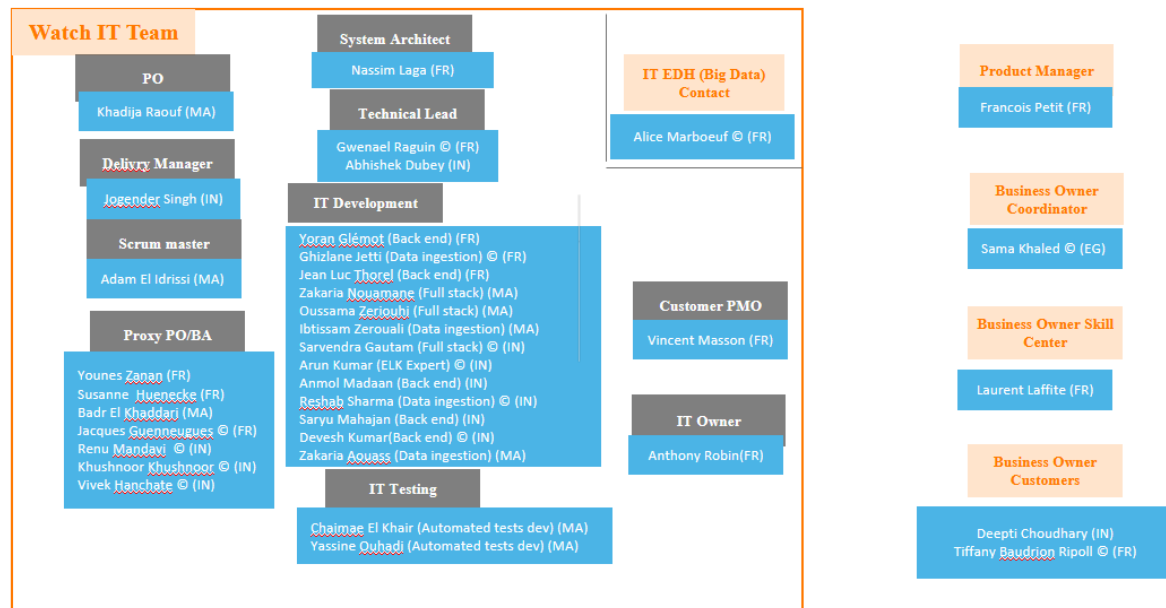 Watch IT Team
PO
Khadija Raouf (MA)
Delivry Manager
Jogender Singh (IN)
Scrum master
Adam El Idrissi (MA)
Proxy PO/BA
Younes Zanan (FR)
Susanne Huenecke (FR)
Badr El Khaddari (MA)
Jacques Guenneugues © (FR)
Renu Mandavi © (IN)
Khushnoor Khushnoor © (IN)
Vivek Hanchate © (IN)
System Architect
Nassim Laga (FR)
Technical Lead
Gwenael Raguin © (FR)
Abhishek Dubey (IN)
IT Development
Yoran Glémot (Back end) (FR)
Ghizlane Jetti (Data ingestion) © (FR)
Jean Luc Thorel (Back end) (FR)
Zakaria Nouamane (Full stack) (MA)
Oussama Zeriouhi (Full stack) (MA)
Ibtissam Zerouali (Data ingestion) (MA)
Sarvendra Gautam (Full stack) © (IN)
Arun Kumar (ELK Expert) © (IN)
Anmol Madaan (Back end) (IN)
Reshab Sharma (Data ingestion) © (IN)
Saryu Mahajan (Back end) (IN)
Devesh Kumar(Back end) © (IN)
Zakaria Aouass (Data ingestion) (MA)
IT Testing
Chaimae El Khair (Automated tests dev) (MA)
Yassine Ouhadi (Automated tests dev) (MA)
IT EDH (Big Data)
Contact
Alice Marboeuf © (FR)
Customer PMO
Vincent Masson (FR)
IT Owner
Anthony Robin(FR)
Product Manager
Francois Petit (FR)
Business Owner
Coordinator
Sama Khaled © (EG)
Business Owner Skill
Center
Laurent Laffite (FR)
Business Owner
Customers
Deepti Choudhary (IN)
Tiffany Baudrion Ripoll © (FR)